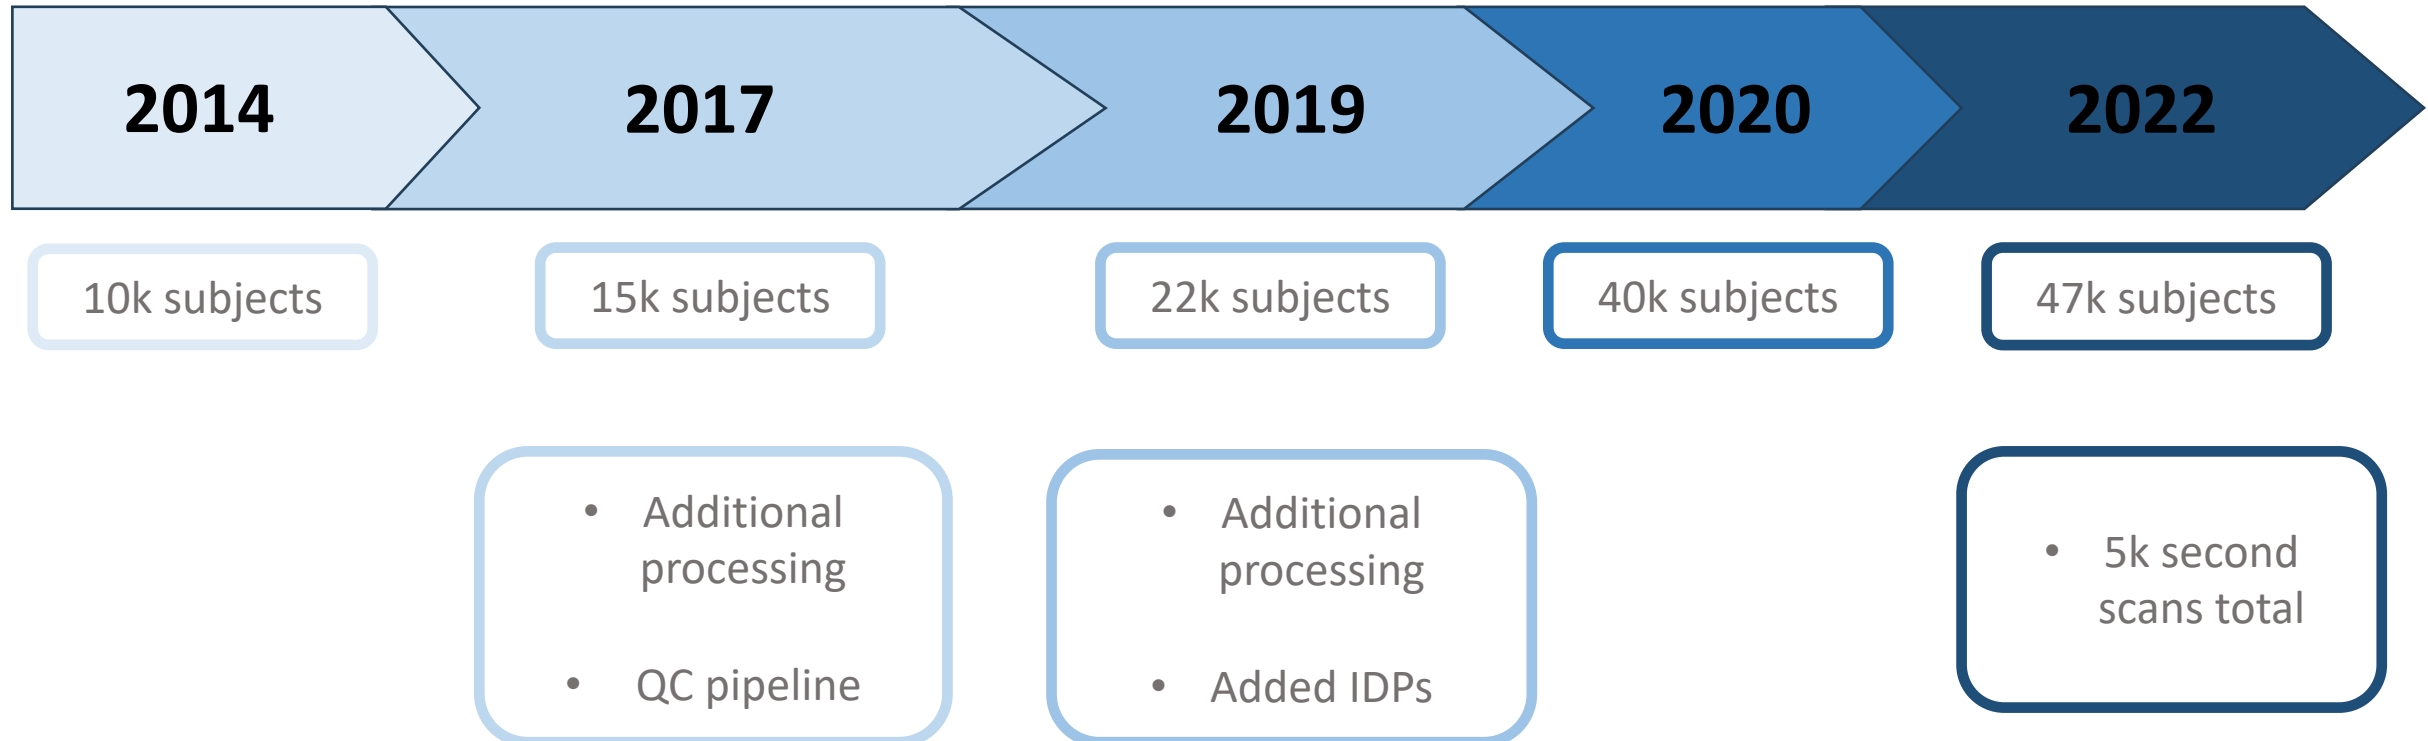 2014
2017
2019
2020
2022
10k subjects
15k subjects
22k subjects
40k subjects
47k subjects
• Additional
processing
• QC pipeline
• Additional
processing
• Added IDPs
• 5k second
scans total